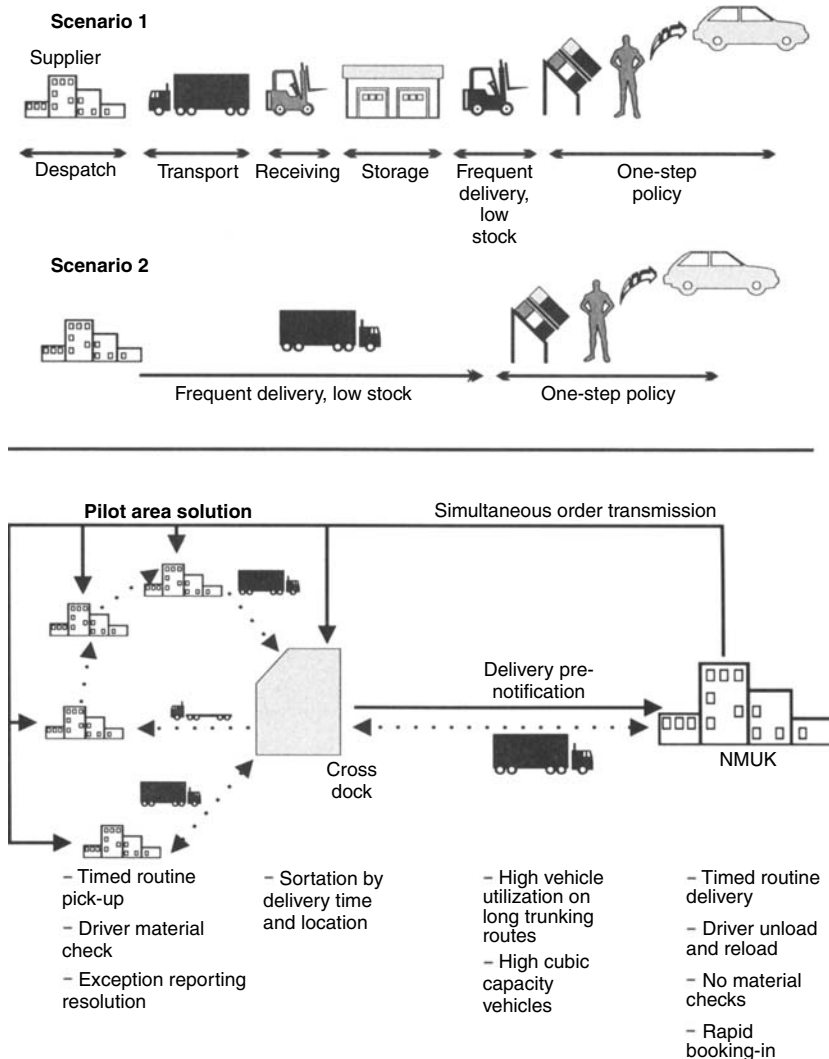 Scenario 1
Supplier
Despatch
Transport
Receiving
Storage
Frequent
delivery,
low
stock
One-step
policy
Scenario 2
Frequent delivery, low stock
One-step policy
Pilot area solution
Simultaneous order transmission
Delivery pre-
notification
Cross
dock
NMUK
– Timed routine
pick-up
– Driver material
check
– Exception reporting
resolution
– Sortation by
delivery time
and location
– High vehicle
utilization on
long trunking
routes
– High cubic
capacity
vehicles
– Timed routine
delivery
– Driver unload
and reload
– No material
checks
– Rapid
booking-in